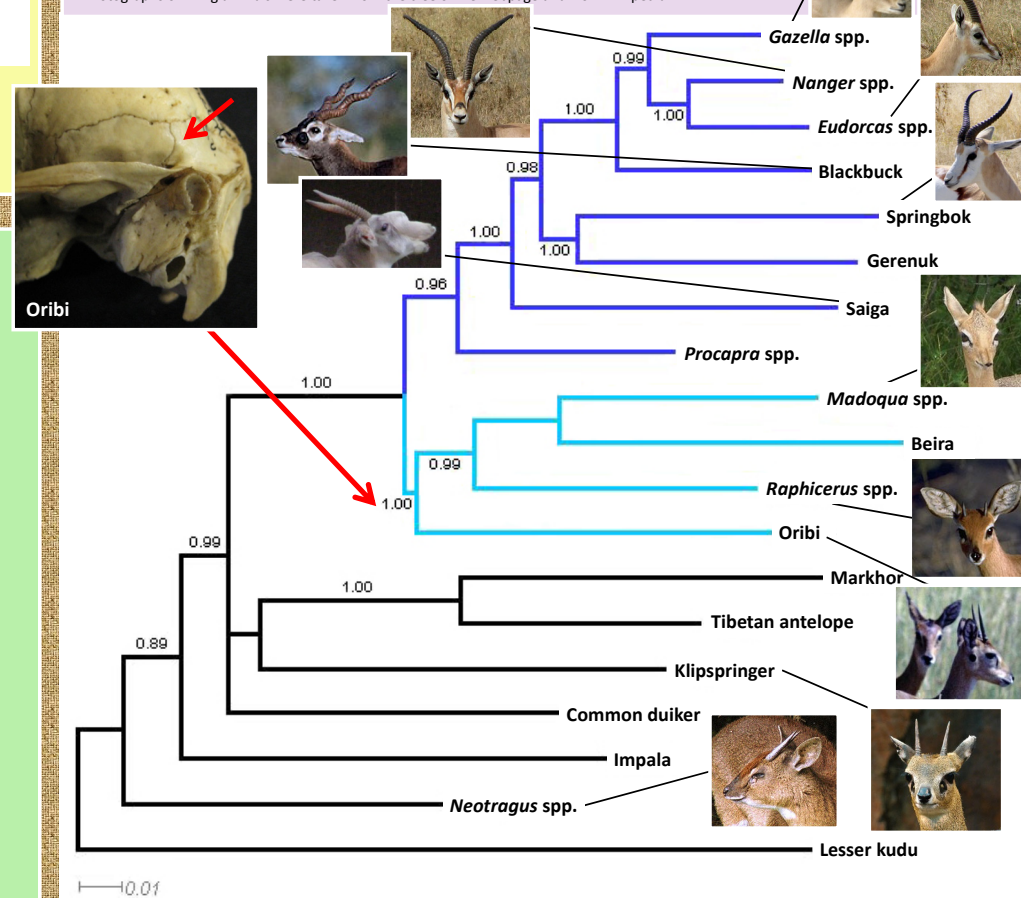 Gazella spp.
0.99
Nanger spp.
1.00
1.00
Eudorcas spp.
Blackbuck
0.98
Springbok
1.00
1.00
Gerenuk
0.96
Oribi
Saiga
Procapra spp.
1.00
Madoqua spp.
Beira
0.99
Raphicerus spp.
1.00
Oribi
0.99
Markhor
1.00
Tibetan antelope
0.89
Klipspringer
Common duiker
Impala
Neotragus spp.
Lesser kudu
0.01